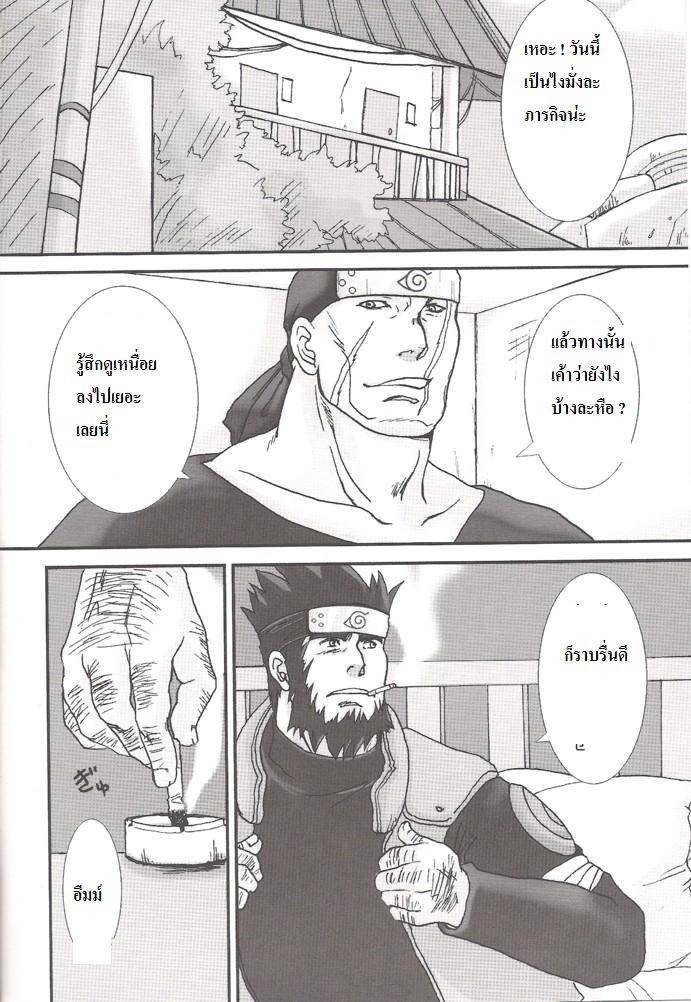 เหอะ ! วันนี้
เป็นไงมั่งละ
ภารกิจน่ะ
แล้วทางนั้น
เค้าว่ายังไง
บ้างละหือ ?
รู้สึกดูเหนื่อย
ลงไปเยอะ
เลยนี่
ก็ราบรื่นดี
ぎゅ
อืมม์